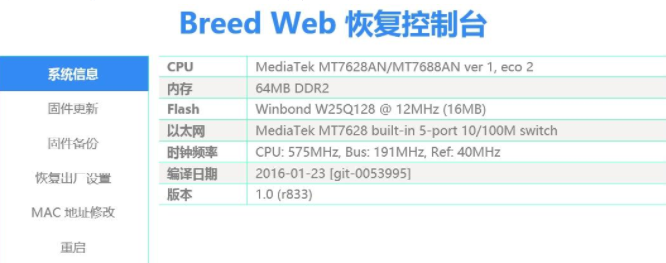 Breed Web 恢复控制台
系统信息
固件更新
固件备份
恢复出厂设置
MAC 地址修改
重启
CPU MediaTek MT7628AN/MT7688AN ver 1, eco 2
内存 64MB DDR2
Flash Winbond W25Q128 @ 12MHz (16MB)
以太网 MediaTek MT7628 built-in 5-port 10/100M switch
时钟频率 CPU: 575MHz, Bus: 191MHz, Ref: 40MHz
编译日期 2016-01-23 [git-0053995]
版本 1.0 (r833)